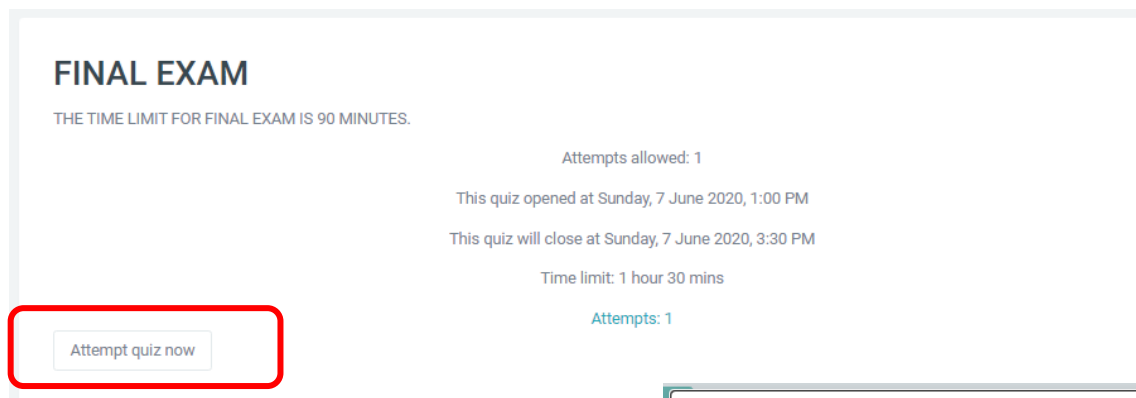 FINAL EXAM
THE TIME LIMIT FOR FINAL EXAM IS 90 MINUTES.
Attempts allowed: 1
This quiz opened at Sunday, 7 June 2020, 1:00 PM
This quiz will close at Sunday, 7 June 2020, 3:30 PM
Time limit: 1 hour 30 mins
Attempts: 1
Attempt quiz now